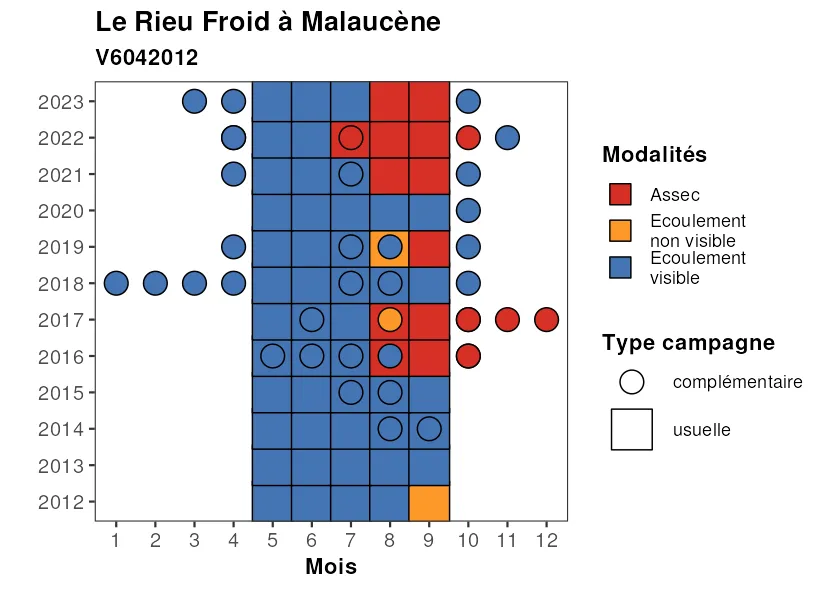 Le Rieu Froid à Malaucène
V6042012
2023
2022
2021
2020
2019
2018
2017
2016
2015
2014
2013
2012
1 2 3 4 5 6 7 8 9 10 11 12
Mois
Modalités
Assec
Ecoulement
non visible
Ecoulement
visible
Type campagne
complémentaire
usuelle